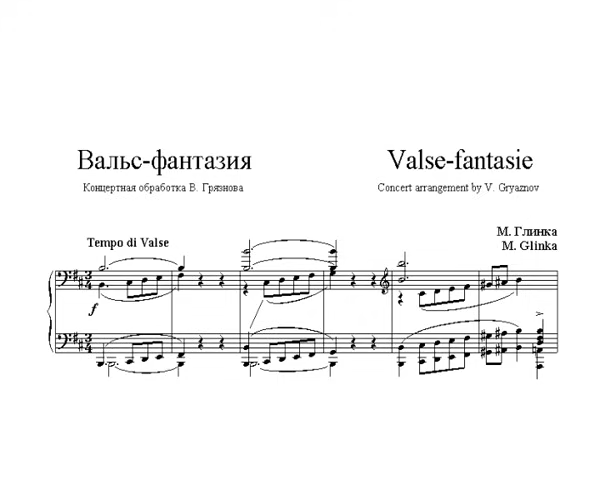 Вальс-фантазия
Valse-fantasie
Концертная обработка В. Грязнова
Concert arrangement by V. Gryaznov
М. Глинка
M. Glinka
Tempo di Valse
f